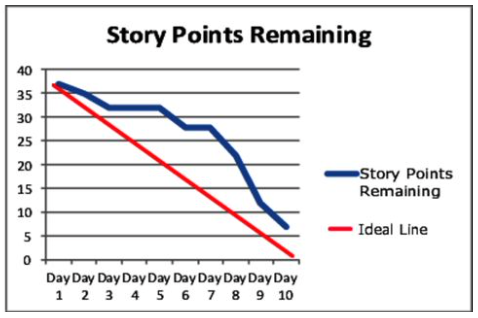 Story Points Remaining
40
35
30
25
20
15
10
5
0
Day Day Day Day Day Day Day Day Day Day
1 2 3 4 5 6 7 8 9 10
Story Points
Remaining
Ideal Line